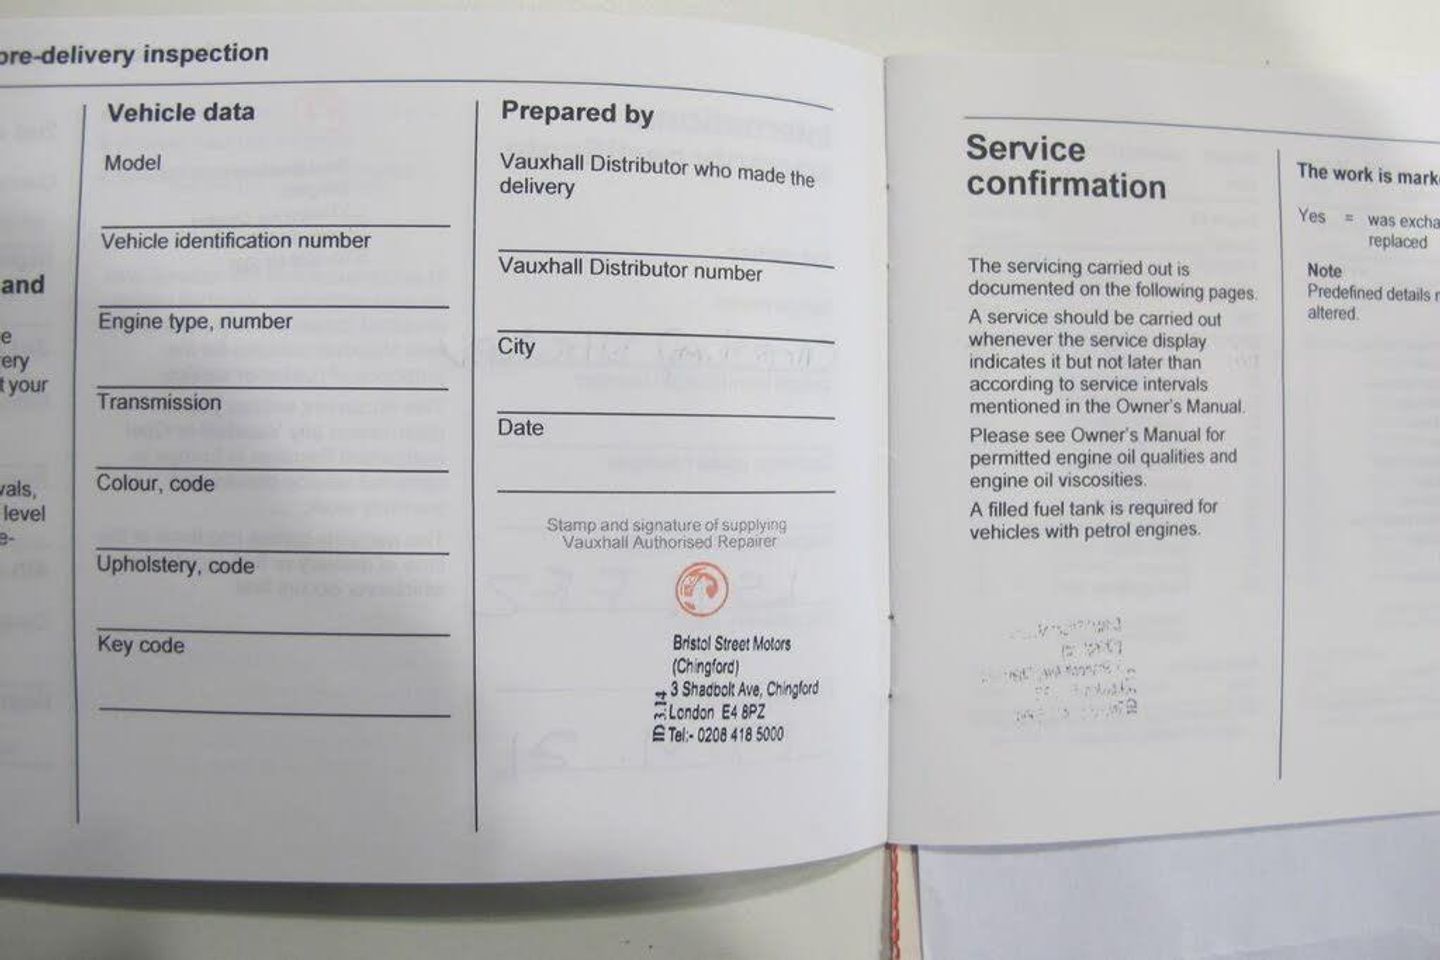 pre-delivery inspection
and
ery
t your
vals,
level
Vehicle data
Model
Vehicle identification number
Engine type, number
Transmission
Colour, code
Upholstery, code
Key code
Prepared by
Vauxhall Distributor who made the
delivery
Vauxhall Distributor number
City
Date
Stamp and signature of supplying
Vauxhall Authorised Repairer
Bristol Street Motors
(Chingford)
3 Shadbolt Ave, Chingford
London E4 8PZ
Tel:- 0208 418 5000
Service
confirmation
The servicing carried out is
documented on the following pages.
A service should be carried out
whenever the service display
indicates it but not later than
according to service intervals
mentioned in the Owner's Manual.
Please see Owner's Manual for
permitted engine oil qualities and
engine oil viscosities.
A filled fuel tank is required for
vehicles with petrol engines.
The work is mark
Yes = was excha
replaced
Note
Predefined details
altered.